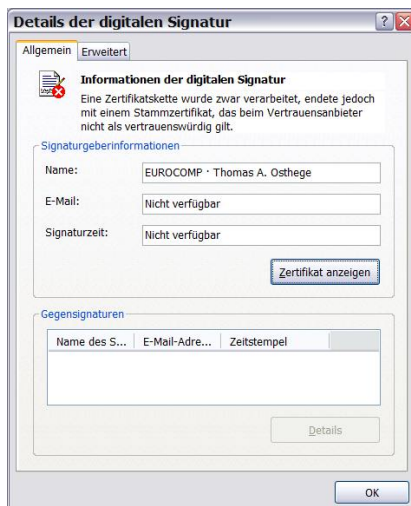 Details der digitalen Signatur
Allgemein Erweitert
Informationen der digitalen Signatur
Eine Zertifikatskette wurde zwar verarbeitet, endete jedoch
mit einem Stammzertifikat, das beim Vertrauensanbieter
nicht als vertrauenswürdig gilt.
Signaturgeberinformationen
Name: EUROCOMP · Thomas A. Osthege
E-Mail: Nicht verfügbar
Signaturzeit: Nicht verfügbar
Zertifikat anzeigen
Gegensignaturen
Name des S... E-Mail-Adre... Zeitstempel
Details
OK